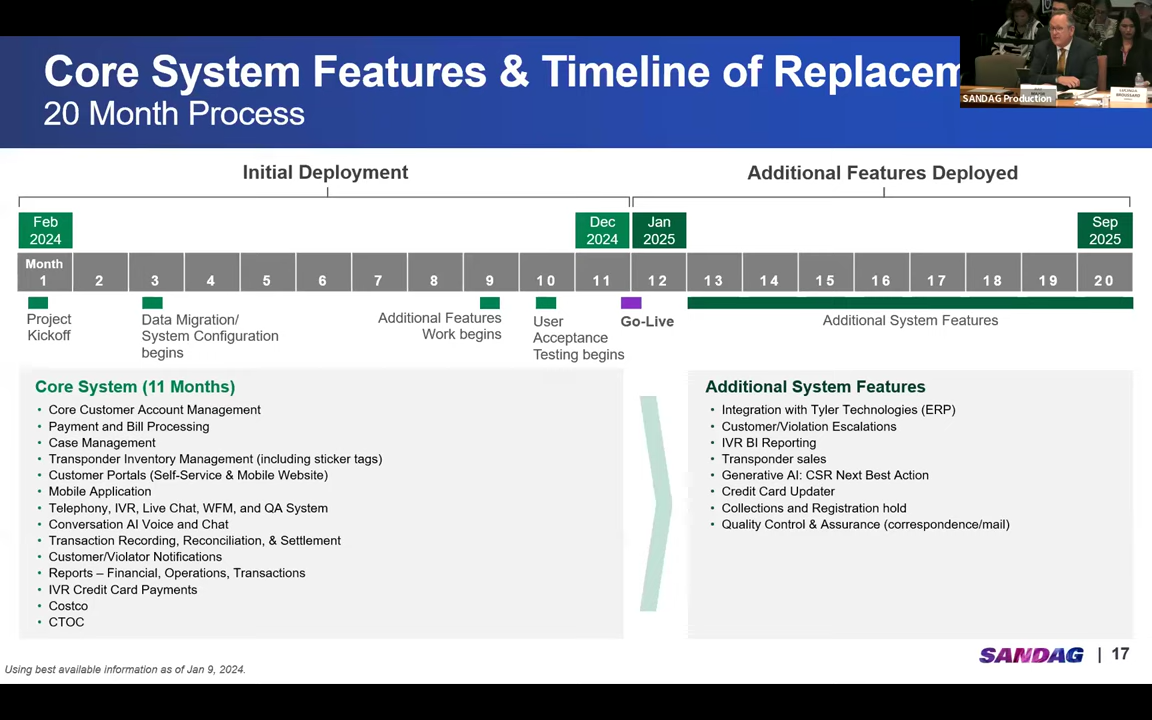 Core System Features & Timeline of Replacem
20 Month Process
SANDAG Production
Initial Deployment
Additional Features Deployed
Feb 2024
Dec 2024
Jan 2025
Sep 2025
Month
1 2 3 4 5 6 7 8 9 10 11 12 13 14 15 16 17 18 19 20
Project
Kickoff
Data Migration/
System Configuration
begins
Additional Features
Work begins
User
Acceptance
Testing begins
Go-Live
Additional System Features
Core System (11 Months)
• Core Customer Account Management
• Payment and Bill Processing
• Case Management
• Transponder Inventory Management (including sticker tags)
• Customer Portals (Self-Service & Mobile Website)
• Mobile Application
• Telephony, IVR, Live Chat, WFM, and QA System
• Conversation AI Voice and Chat
• Transaction Recording, Reconciliation, & Settlement
• Customer/Violator Notifications
• Reports – Financial, Operations, Transactions
• IVR Credit Card Payments
• Costco
• CTOC
Additional System Features
• Integration with Tyler Technologies (ERP)
• Customer/Violation Escalations
• IVR BI Reporting
• Transponder sales
• Generative AI: CSR Next Best Action
• Credit Card Updater
• Collections and Registration hold
• Quality Control & Assurance (correspondence/mail)
SANDAG | 17
Using best available information as of Jan 9, 2024.